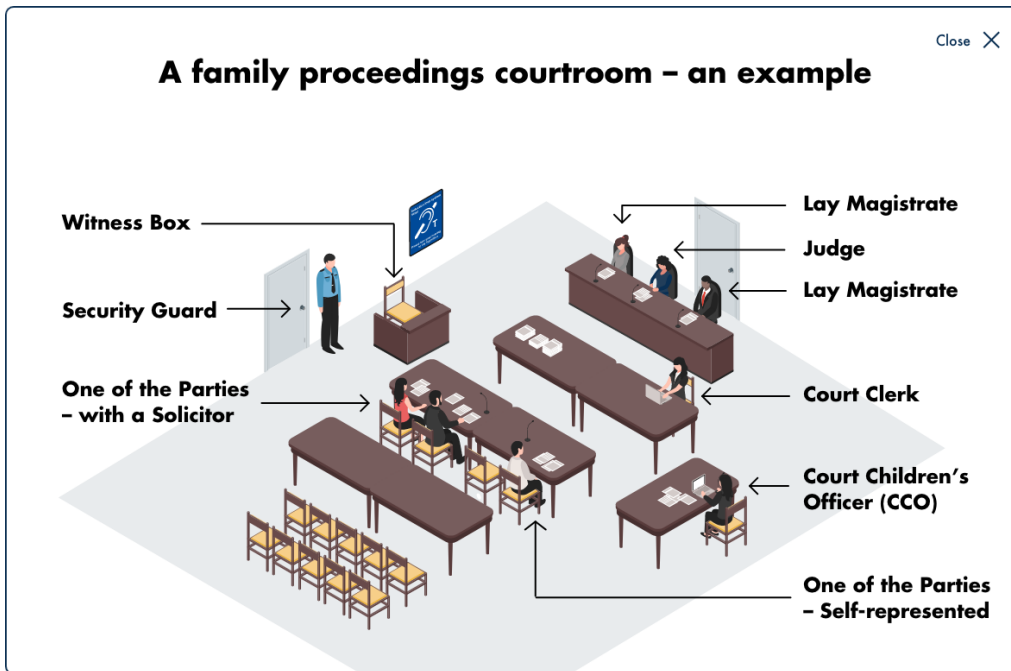 Close
A family proceedings courtroom – an example
Witness Box
Security Guard
One of the Parties
– with a Solicitor
T
Lay Magistrate
Judge
Lay Magistrate
Court Clerk
Court Children's
Officer (CCO)
One of the Parties
– Self-represented